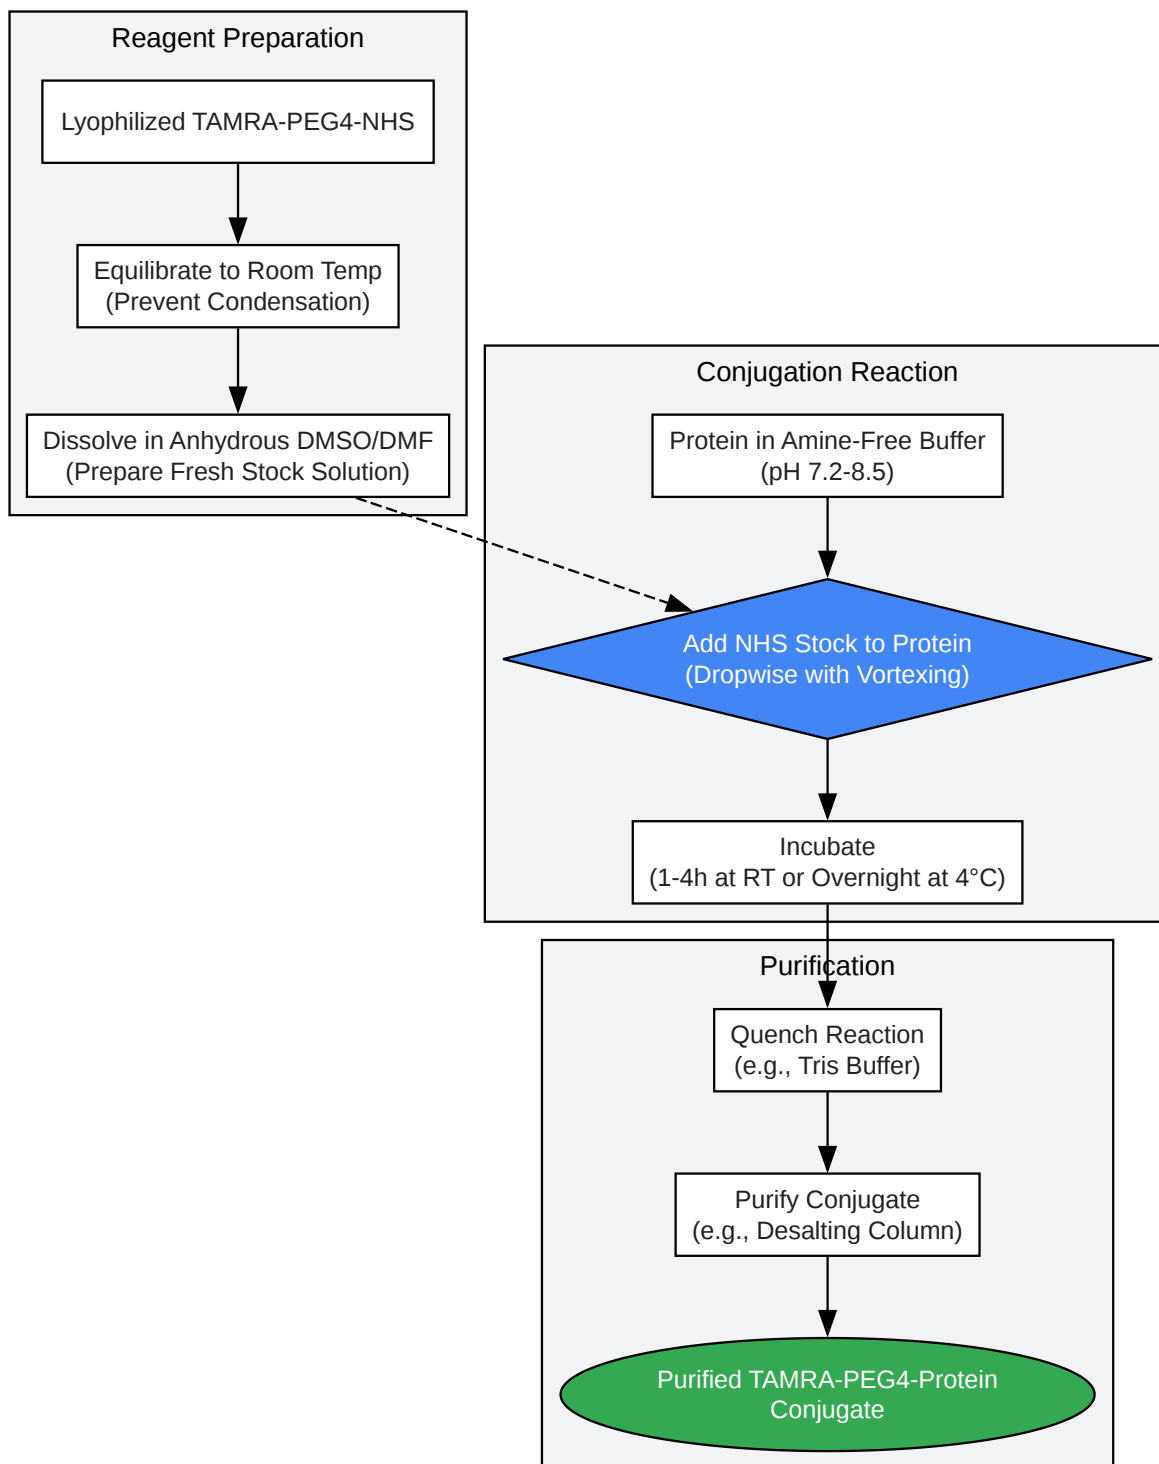 Reagent Preparation
Lyophilized TAMRA-PEG4-NHS
Equilibrate to Room Temp
(Prevent Condensation)
Dissolve in Anhydrous DMSO/DMF
(Prepare Fresh Stock Solution)
Conjugation Reaction
Protein in Amine-Free Buffer
(pH 7.2-8.5)
Add NHS Stock to Protein
(Dropwise with Vortexing)
Incubate
(1-4h at RT or Overnight at 4°C)
Purification
Quench Reaction
(e.g., Tris Buffer)
Purify Conjugate
(e.g., Desalting Column)
Purified TAMRA-PEG4-Protein
Conjugate